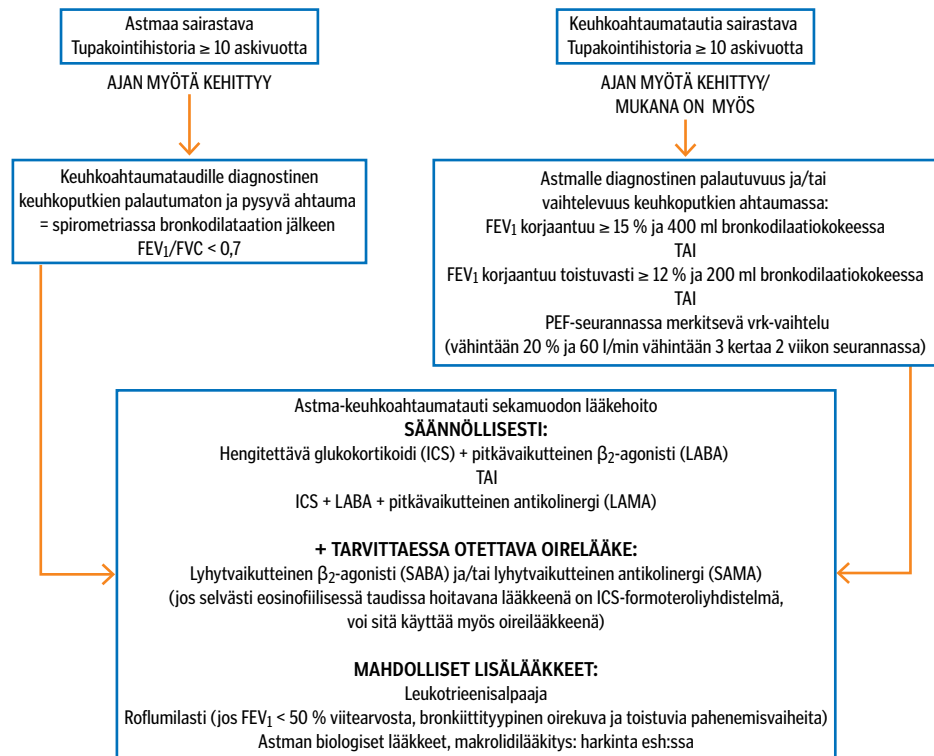 Astmaa sairastava
Tupakointihistoria ≥ 10 askivuotta
AJAN MYÖTÄ KEHITTYY
Keuhkoahtaumataudille diagnostinen
keuhkoputkien palautumaton ja pysyvä ahtauma
= spirometriassa bronkodilataation jälkeen
FEV₁/FVC < 0,7
Keuhkoahtaumatautia sairastava
Tupakointihistoria ≥ 10 askivuotta
AJAN MYÖTÄ KEHITTYY/
MUKANA ON MYÖS
Astmalle diagnostinen palautuvuus ja/tai
vaihtelevuus keuhkoputkien ahtaumassa:
FEV₁ korjaantuu ≥ 15 % ja 400 ml bronkodilaatiokokeessa
TAI
FEV₁ korjaantuu toistuvasti ≥ 12 % ja 200 ml bronkodilaatiokokeessa
TAI
PEF-seurannassa merkitsevä vrk-vaihtelu
(vähintään 20 % ja 60 l/min vähintään 3 kertaa 2 viikon seurannassa)
Astma-keuhkoahtaumatauti sekamuodon lääkehoito
SÄÄNNÖLLISESTI:
Hengitettävä glukokortikoidi (ICS) + pitkävaikutteinen β₂-agonisti (LABA)
TAI
ICS + LABA + pitkävaikutteinen antikolinergi (LAMA)
+ TARVITTAESSA OTETTAVA OIRELÄÄKE:
Lyhytvaikutteinen β₂-agonisti (SABA) ja/tai lyhytvaikutteinen antikolinergi (SAMA)
(jos selvästi eosinofiilisessä taudissa hoitavana lääkkeenä on ICS-formoteroliyhdistelmä,
voi sitä käyttää myös oireilääkkeenä)
MAHDOLLISET LISÄLÄÄKKEET:
Leukotrieenisalpaaja
Roflumilasti (jos FEV₁ < 50 % viitearvosta, bronkiittityypinen oirekuva ja toistuvia pahenemisvaiheita)
Astman biologiset lääkkeet, makrolidilääkitys: harkinta esh:ssa